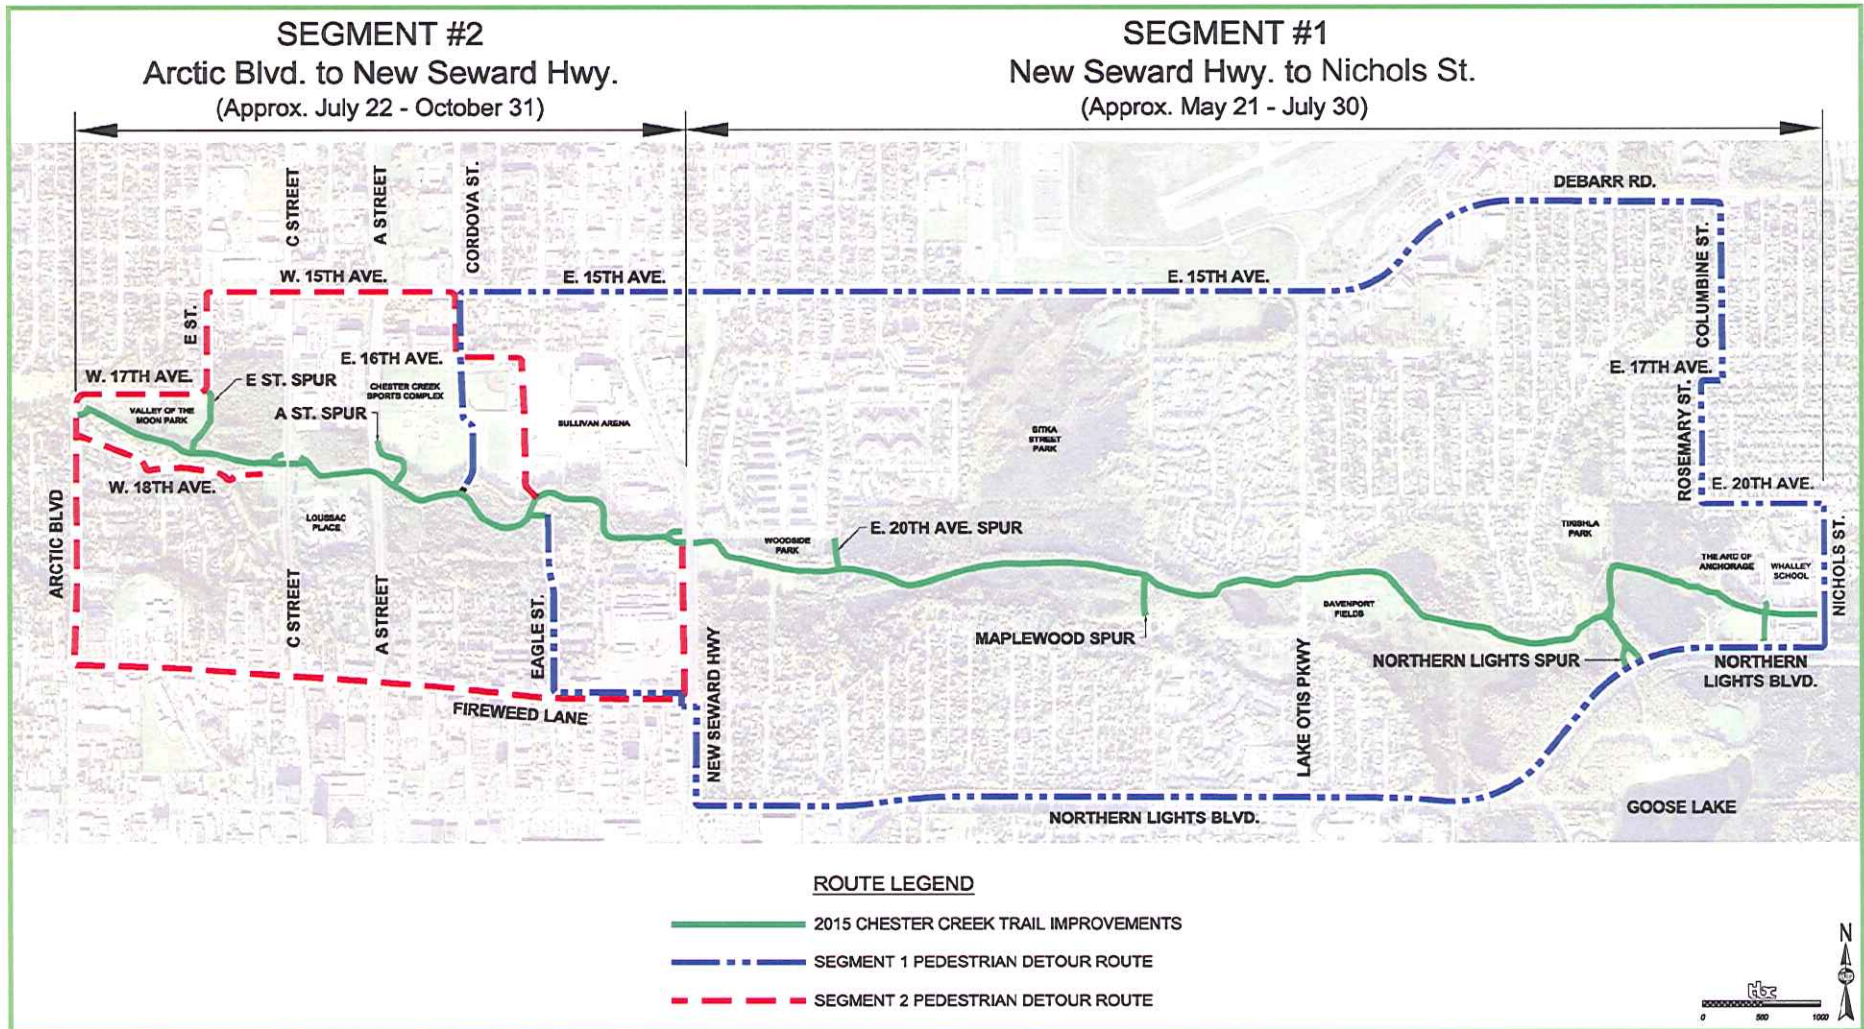 SEGMENT #2
Arctic Blvd. to New Seward Hwy.
(Approx. July 22 - October 31)
SEGMENT #1
New Seward Hwy. to Nichols St.
(Approx. May 21 - July 30)
C STREET
A STREET
CORDOVA ST.
DEBARR RD.
COLUMBINE ST.
W. 15TH AVE.
E. 15TH AVE.
E. 15TH AVE.
E ST.
E. 16TH AVE.
W. 17TH AVE.
E ST. SPUR
CHESTER CREEK
SPORTS COMPLEX
A ST. SPUR
VALLEY OF THE
MOON PARK
SULLIVAN ARENA
SITKA
STREET
PARK
E. 17TH AVE.
ROSEMARY ST.
E. 20TH AVE.
W. 18TH AVE.
ARCTIC BLVD
LOUSSAC
PLACE
WOODSIDE
PARK
E. 20TH AVE. SPUR
TIKISHLA
PARK
THE ARC OF
ANCHORAGE
WHALLEY
SCHOOL
NICHOLS ST.
C STREET
A STREET
EAGLE ST.
MAPLEWOOD SPUR
DAVENPORT
FIELDS
NORTHERN LIGHTS SPUR
NORTHERN
LIGHTS BLVD.
FIREWEED LANE
NEW SEWARD HWY
LAKE OTIS PKWY
NORTHERN LIGHTS BLVD.
GOOSE LAKE
ROUTE LEGEND
2015 CHESTER CREEK TRAIL IMPROVEMENTS
SEGMENT 1 PEDESTRIAN DETOUR ROUTE
SEGMENT 2 PEDESTRIAN DETOUR ROUTE
N
tbc
0 500 1000